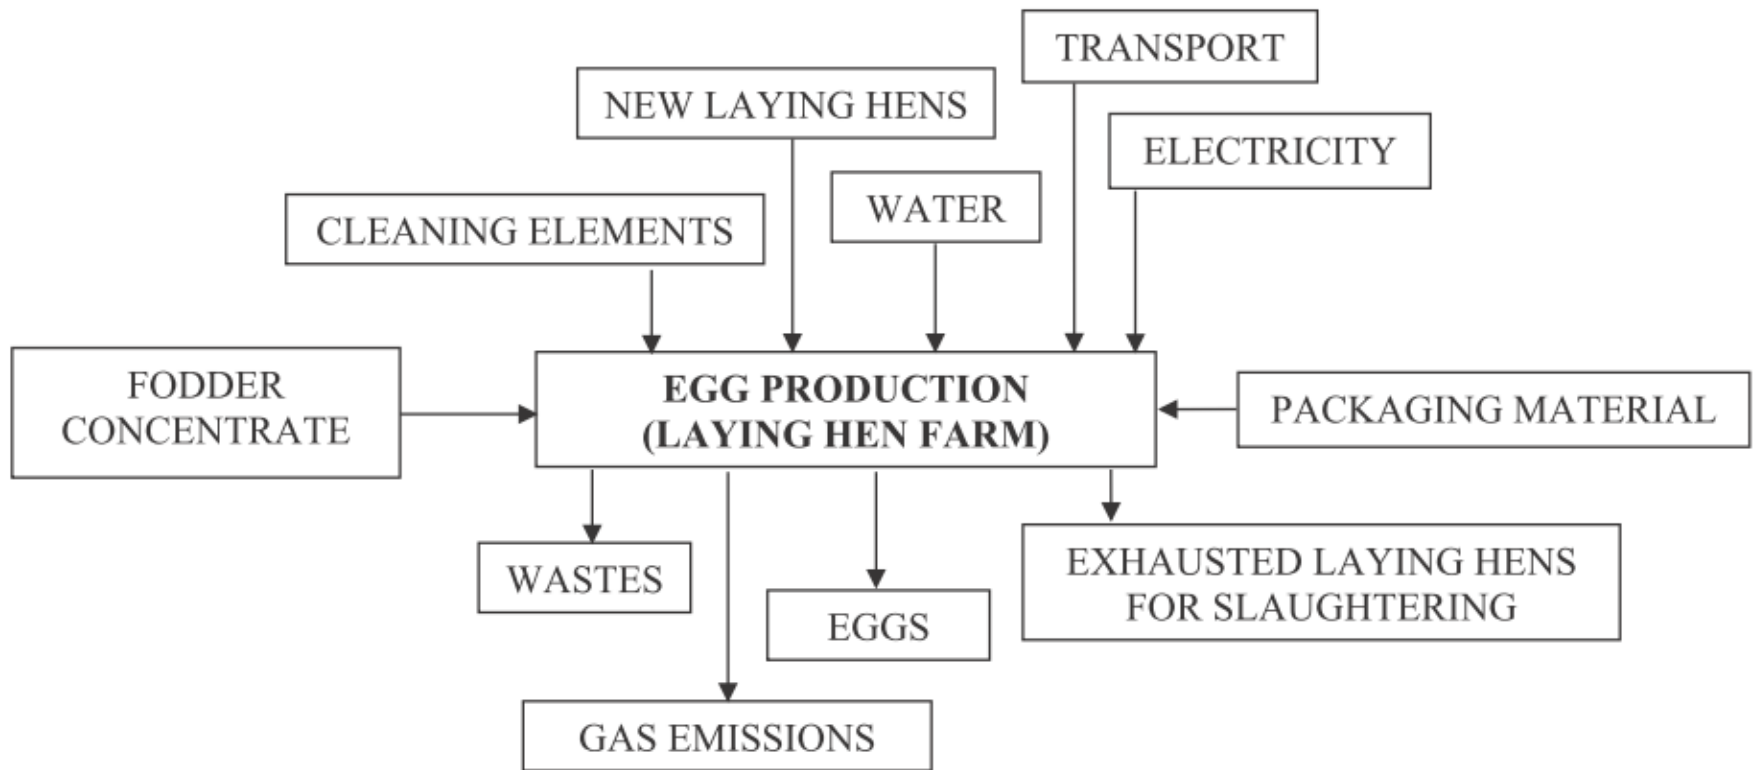 TRANSPORT
NEW LAYING HENS
ELECTRICITY
WATER
CLEANING ELEMENTS
FODDER
CONCENTRATE
EGG PRODUCTION
(LAYING HEN FARM)
PACKAGING MATERIAL
WASTES
EGGS
EXHAUSTED LAYING HENS
FOR SLAUGHTERING
GAS EMISSIONS